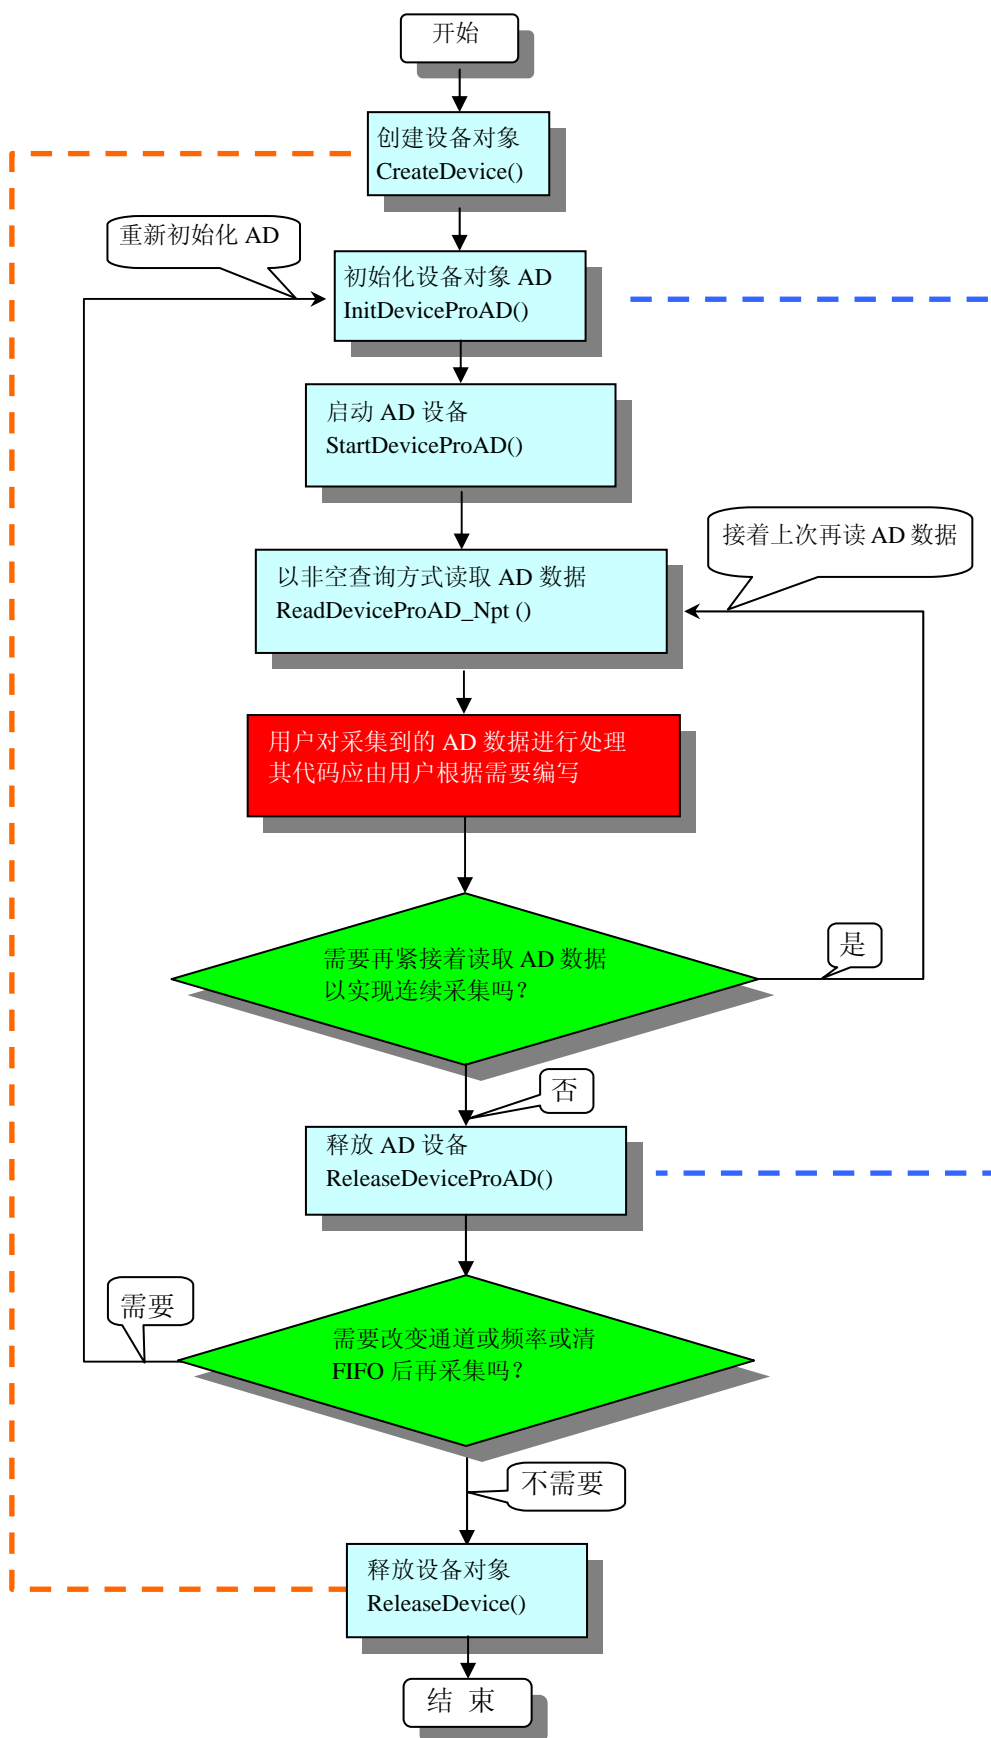 开始
创建设备对象
CreateDevice()
重新初始化 AD
初始化设备对象 AD
InitDeviceProAD()
启动 AD 设备
StartDeviceProAD()
接着上次再读 AD 数据
以非空查询方式读取 AD 数据
ReadDeviceProAD_Npt ()
用户对采集到的 AD 数据进行处理
其代码应由用户根据需要编写
需要再紧接着读取 AD 数据
以实现连续采集吗？
是
否
释放 AD 设备
ReleaseDeviceProAD()
需要
需要改变通道或频率或清
FIFO 后再采集吗？
不需要
释放设备对象
ReleaseDevice()
结 束